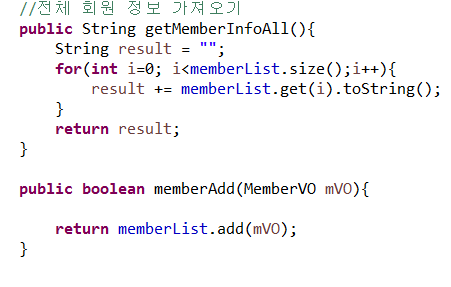 //전체 회원 정보 가져오기
public String getMemberInfoAll(){
String result = "";
for(int i=0; i<memberList.size();i++){
result += memberList.get(i).toString();
}
return result;
}
public boolean memberAdd(MemberVO mVO){
return memberList.add(mVO);
}